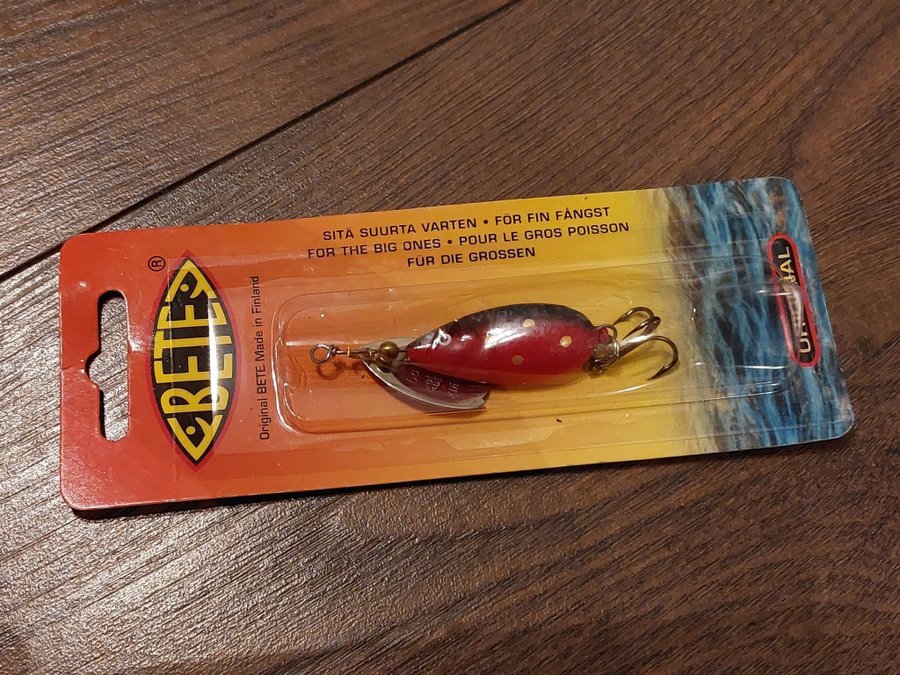 SITÄ SUURTA VARTEN • FÖR FIN FÅNGST
FOR THE BIG ONES • POUR LE GROS POISSON
FÜR DIE GROSSEN
®
BETE
Original BETE Made in Finland